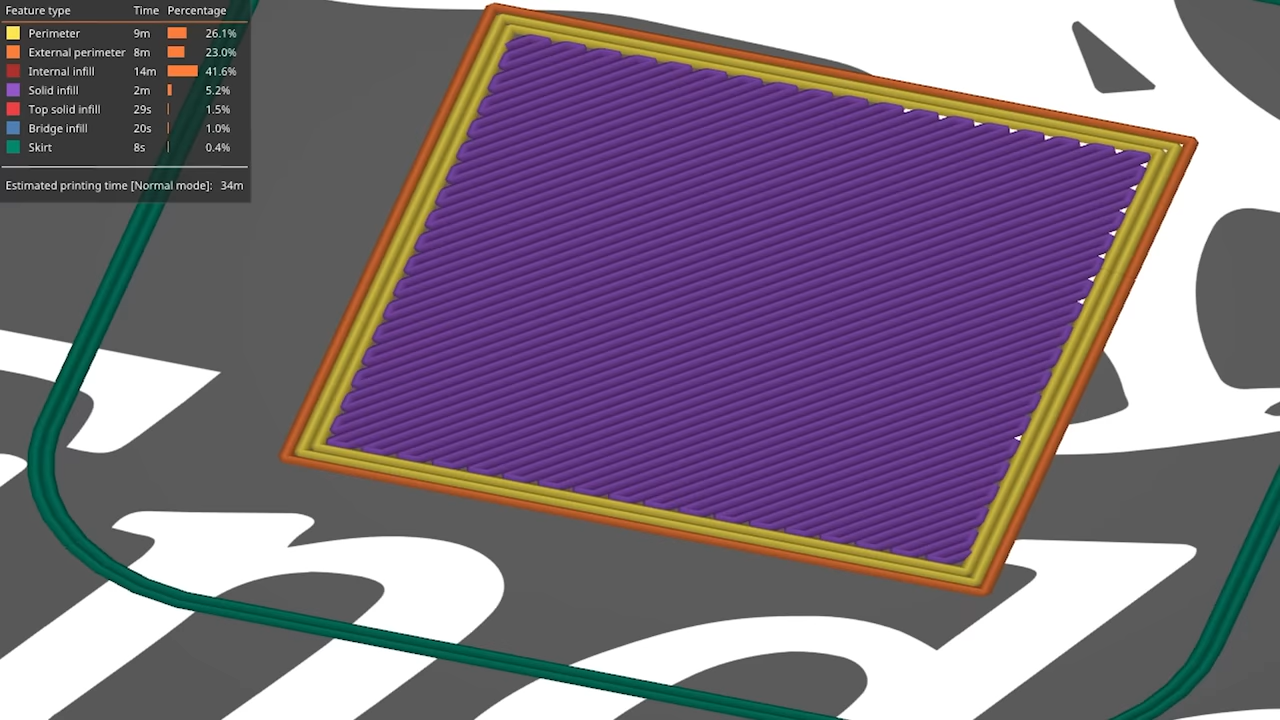 Feature type Time Percentage
Perimeter 9m 26.1%
External perimeter 8m 23.0%
Internal infill 14m 41.6%
Solid infill 2m 5.2%
Top solid infill 29s 1.5%
Bridge infill 20s 1.0%
Skirt 8s 0.4%
Estimated printing time [Normal mode]: 34m